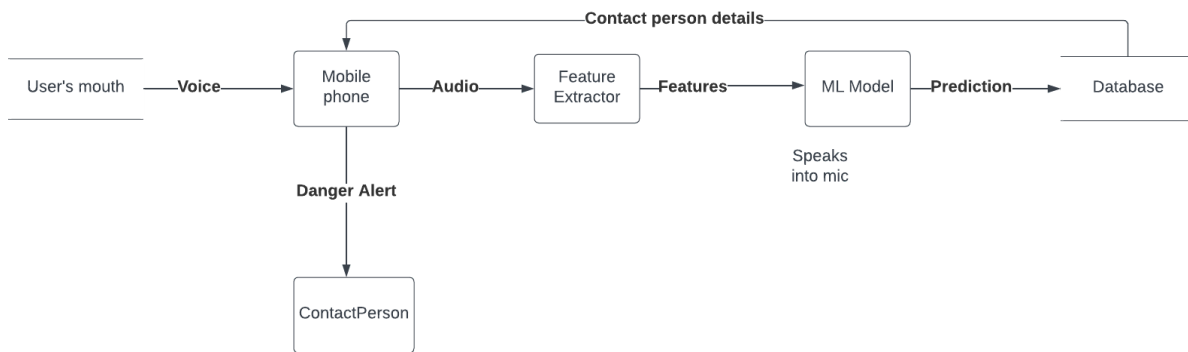 Contact person details
User's mouth
Voice
Mobile
phone
Audio
Feature
Extractor
Features
ML Model
Prediction
Database
Speaks
into mic
Danger Alert
ContactPerson